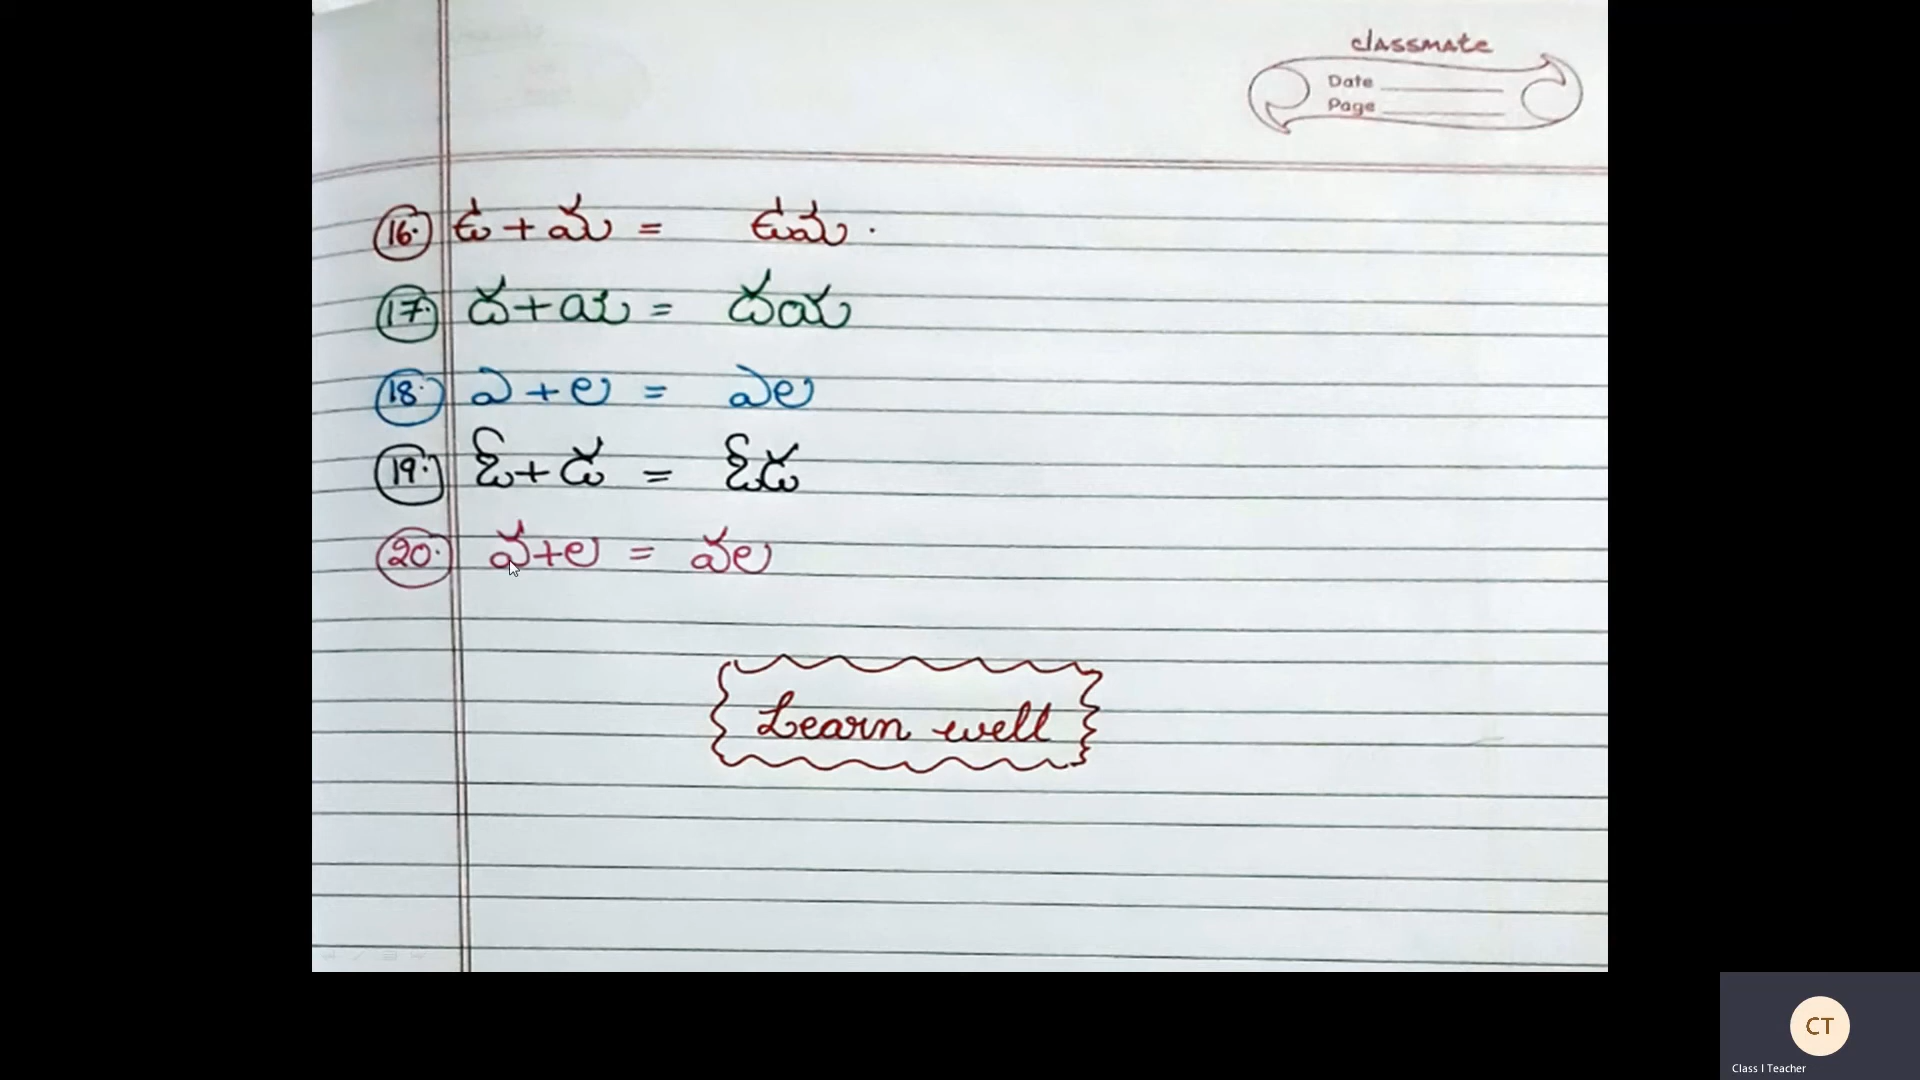 classmate
Date
Page
16. ఉ + మ = ఉమ.
17. ద + య = దయ
18. ఎ + ల = ఎల
19. ఓ + డ = ఓడ
20. వ + ల = వల
Learn well
CT
Class I Teacher